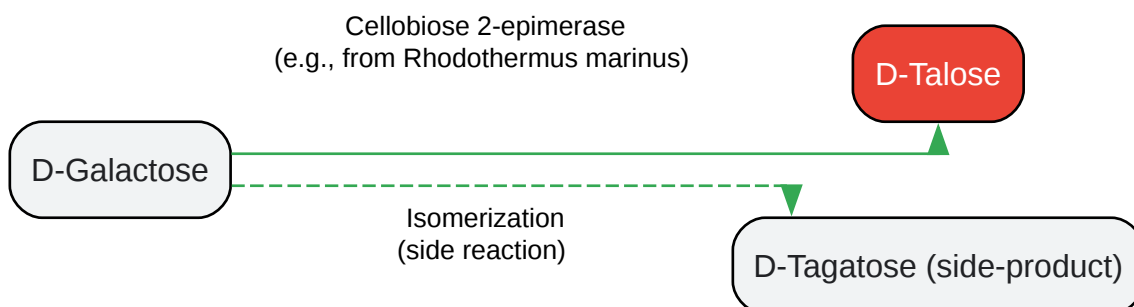 Cellobiose 2-epimerase
(e.g., from Rhodothermus marinus)
D-Talose
D-Galactose
Isomerization
(side reaction)
D-Tagatose (side-product)